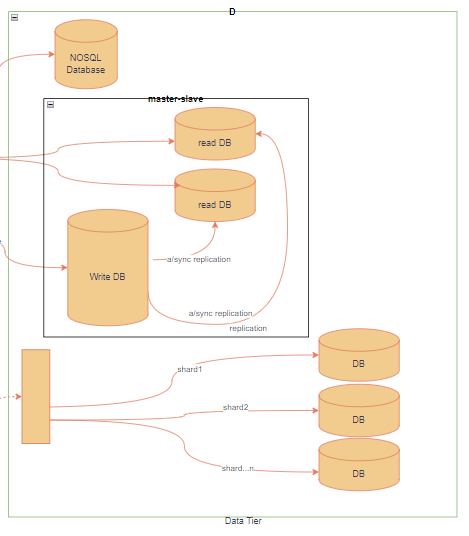 D
NOSQL
Database
master-slave
read DB
read DB
Write DB
a/sync replication
a/sync replication
replication
shard1
DB
shard2
DB
shard...n
DB
Data Tier